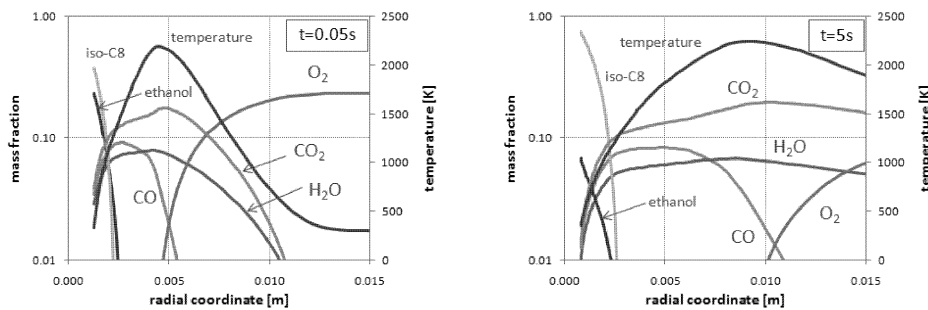 1.00
0.10
0.01
mass fraction
0.000
0.005
0.010
0.015
radial coordinate [m]
2500
2000
1500
1000
500
0
temperature [K]
t=0.05s
iso-C8
temperature
ethanol
O2
CO2
CO
H2O
1.00
0.10
0.01
mass fraction
0.000
0.005
0.010
0.015
radial coordinate [m]
2500
2000
1500
1000
500
0
temperature [K]
t=5s
temperature
iso-C8
CO2
H2O
ethanol
O2
CO